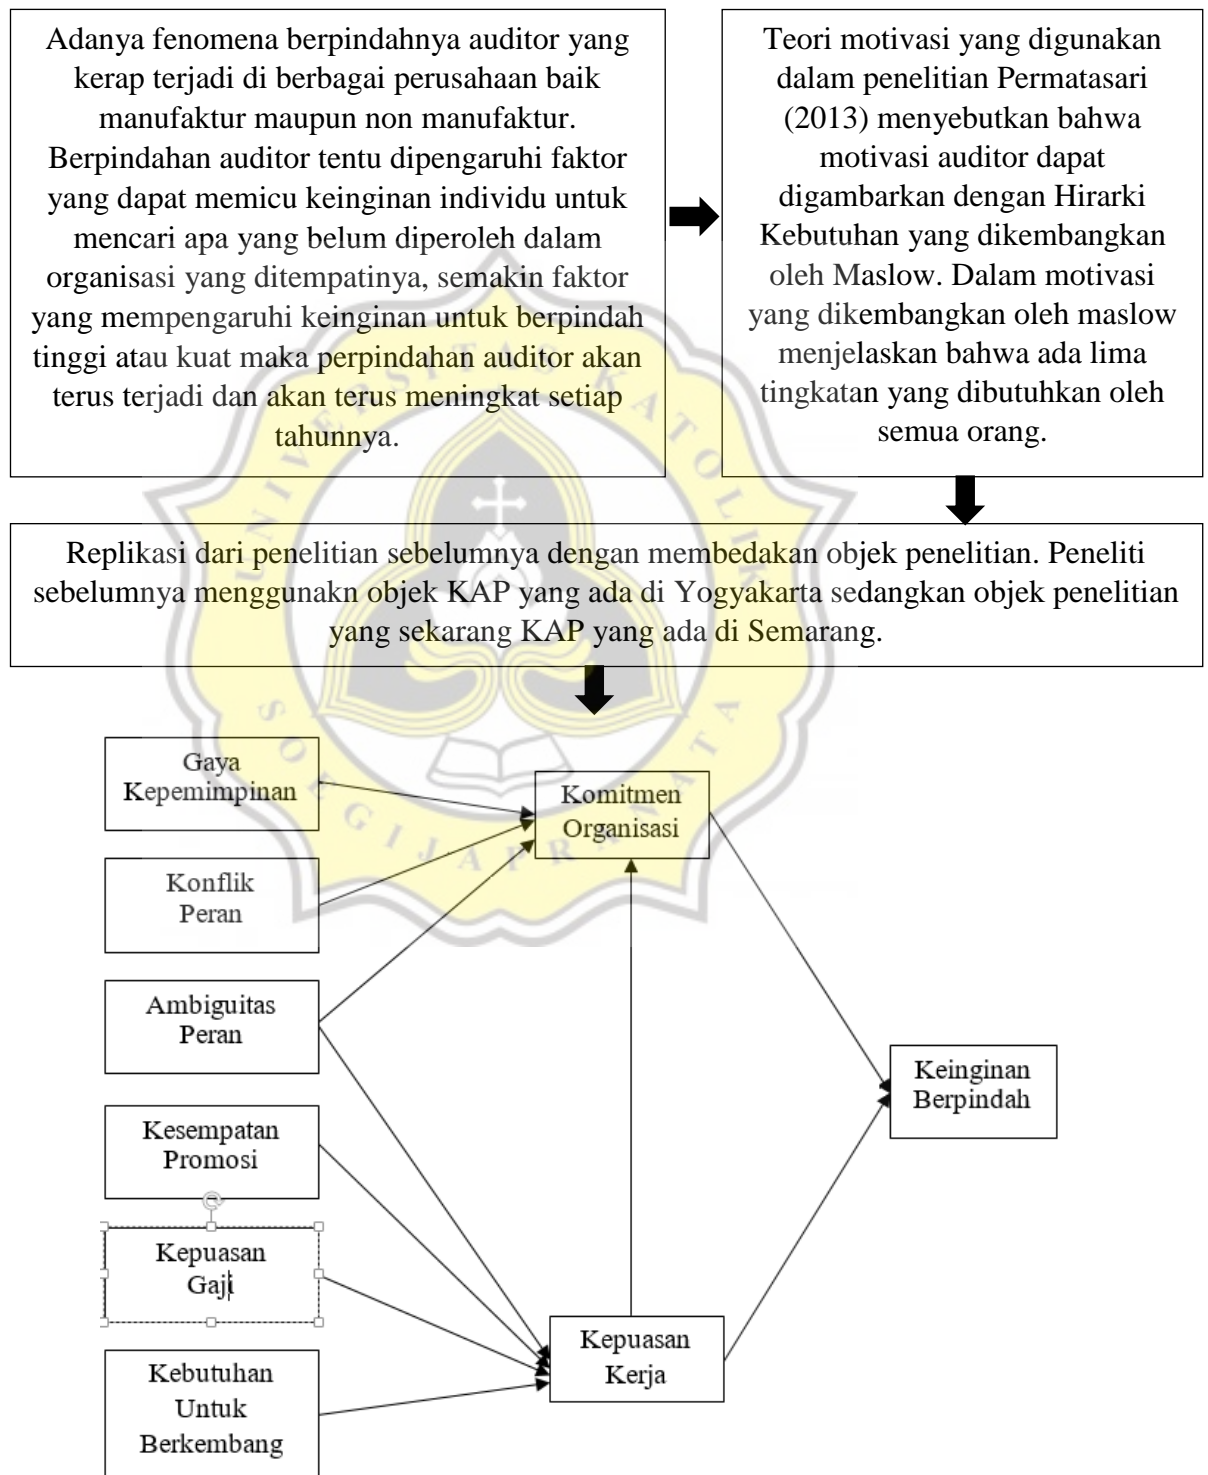 Adanya fenomena berpindahnya auditor yang
kerap terjadi di berbagai perusahaan baik
manufaktur maupun non manufaktur.
Berpindahan auditor tentu dipengaruhi faktor
yang dapat memicu keinginan individu untuk
mencari apa yang belum diperoleh dalam
organisasi yang ditempatinya, semakin faktor
yang mempengaruhi keinginan untuk berpindah
tinggi atau kuat maka perpindahan auditor akan
terus terjadi dan akan terus meningkat setiap
tahunnya.
Teori motivasi yang digunakan
dalam penelitian Permatasari
(2013) menyebutkan bahwa
motivasi auditor dapat
digambarkan dengan Hirarki
Kebutuhan yang dikembangkan
oleh Maslow. Dalam motivasi
yang dikembangkan oleh maslow
menjelaskan bahwa ada lima
tingkatan yang dibutuhkan oleh
semua orang.
Replikasi dari penelitian sebelumnya dengan membedakan objek penelitian. Peneliti
sebelumnya menggunakn objek KAP yang ada di Yogyakarta sedangkan objek penelitian
yang sekarang KAP yang ada di Semarang.
Gaya
Kepemimpinan
Komitmen
Organisasi
Konflik
Peran
Ambiguitas
Peran
Keinginan
Berpindah
Kesempatan
Promosi
Kepuasan
Gaji
Kepuasan
Kerja
Kebutuhan
Untuk
Berkembang
UNIVERSITAS KATOLIK
SOEGIJAPRANATA